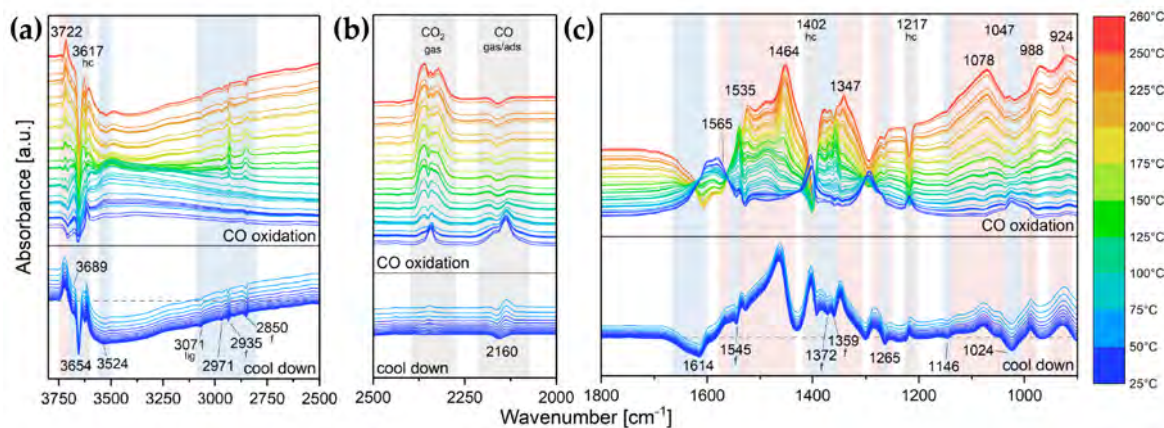 (a)
3722
3617
hc
CO oxidation
3689
3654
3524
3071
lig
2971
2935
f
2850
f
cool down
3750 3500 3250 3000 2750 2500
Absorbance [a.u.]
(b)
CO2
gas
CO
gas/ads
CO oxidation
2160
cool down
2500 2250 2000
Wavenumber [cm⁻¹]
(c)
1565
1535
1464
1402
hc
1347
1217
hc
1078
1047
988
924
CO oxidation
1614
1545
f
1372
f
1359
f
1265
1146
1024
cool down
1800 1600 1400 1200 1000
260°C
250°C
225°C
200°C
175°C
150°C
125°C
100°C
75°C
50°C
25°C